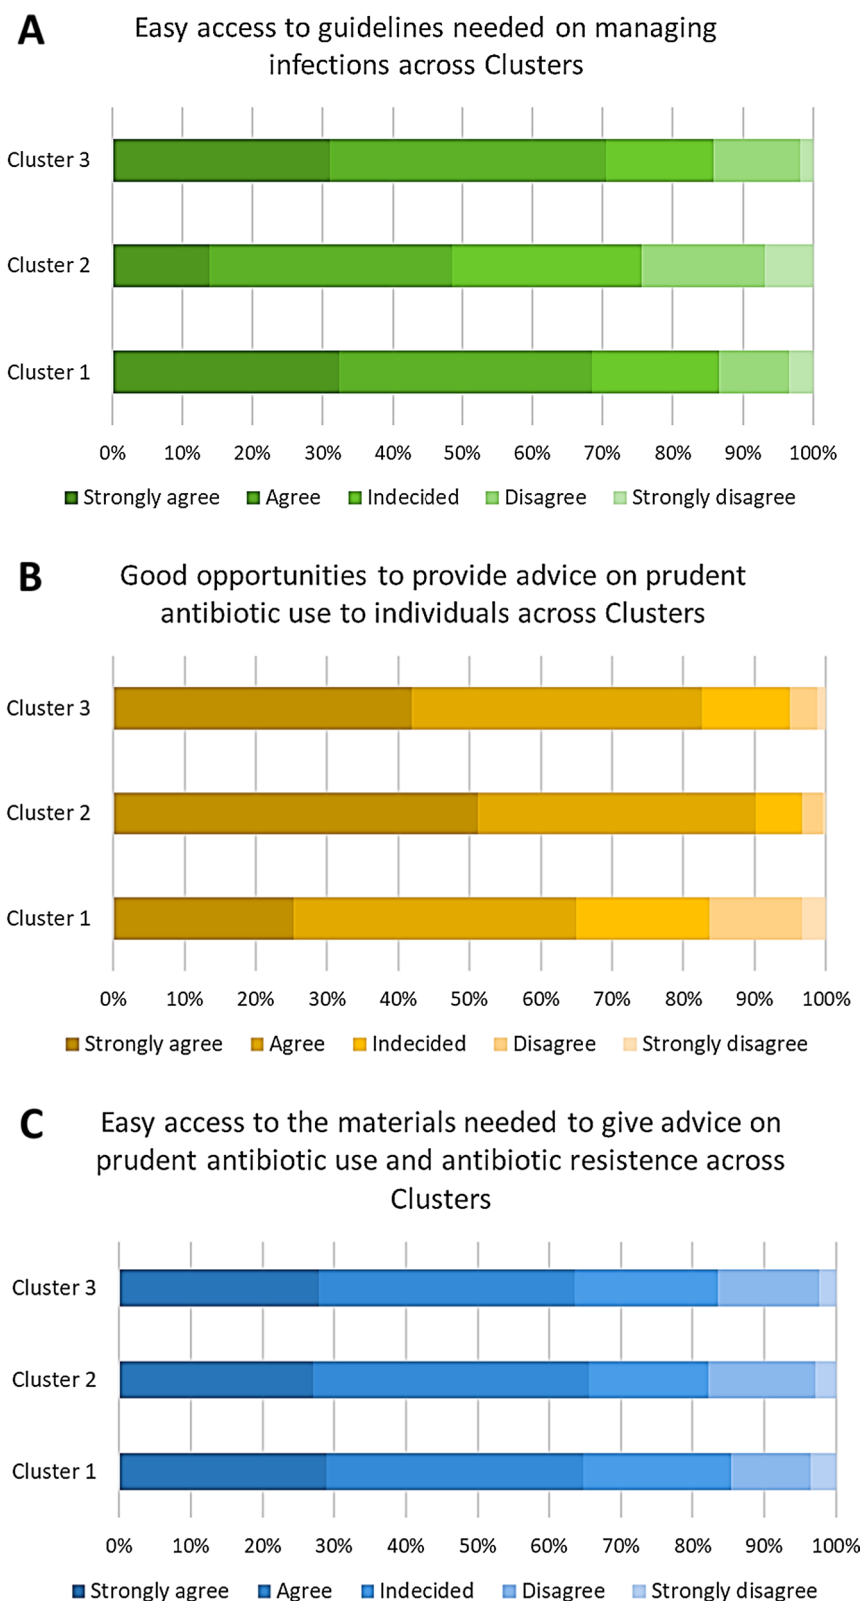 A
Easy access to guidelines needed on managing
infections across Clusters
Cluster 3
Cluster 2
Cluster 1
0% 10% 20% 30% 40% 50% 60% 70% 80% 90% 100%
Strongly agree Agree Indecided Disagree Strongly disagree
B
Good opportunities to provide advice on prudent
antibiotic use to individuals across Clusters
Cluster 3
Cluster 2
Cluster 1
0% 10% 20% 30% 40% 50% 60% 70% 80% 90% 100%
Strongly agree Agree Indecided Disagree Strongly disagree
C
Easy access to the materials needed to give advice on
prudent antibiotic use and antibiotic resistence across
Clusters
Cluster 3
Cluster 2
Cluster 1
0% 10% 20% 30% 40% 50% 60% 70% 80% 90% 100%
Strongly agree Agree Indecided Disagree Strongly disagree